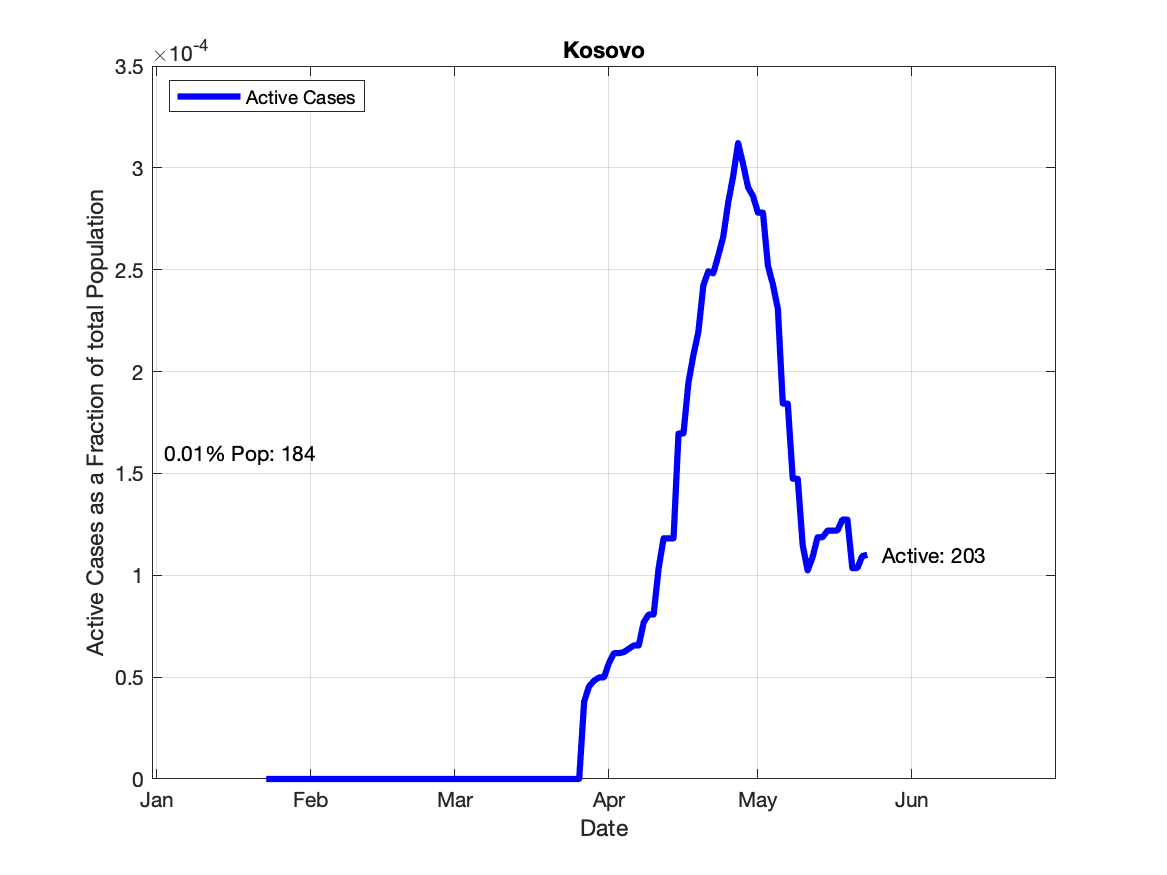 Kosovo
×10-4
3.5
3
2.5
2
1.5
1
0.5
0
Active Cases
Active Cases as a Fraction of total Population
0.01% Pop: 184
Active: 203
Jan Feb Mar Apr May Jun
Date